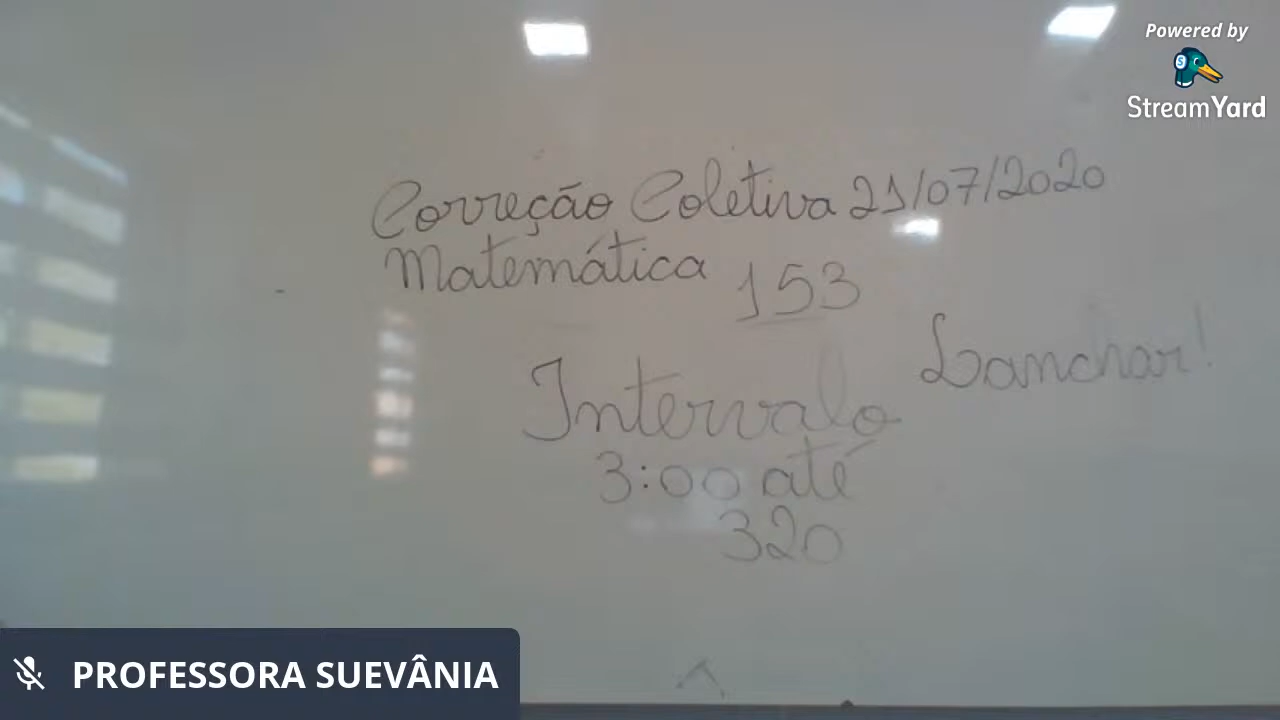 Powered by
StreamYard
Correção Coletiva 21/07/2020
Matemática 153
Lanchar!
Intervalo
3:00 até
320
PROFESSORA SUEVÂNIA